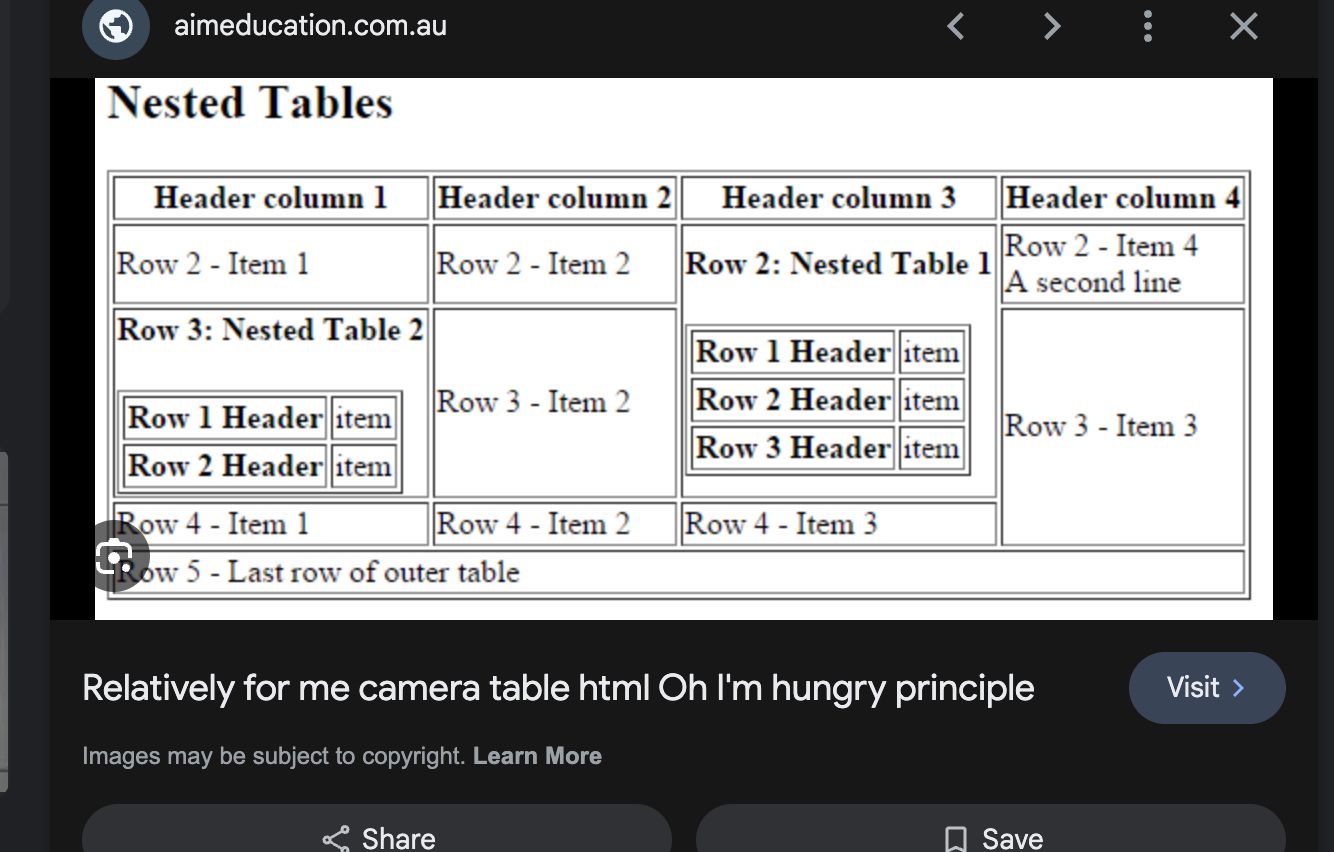 aimeducation.com.au
Nested Tables
Header column 1 Header column 2 Header column 3 Header column 4
Row 2 - Item 1 Row 2 - Item 2 Row 2: Nested Table 1 Row 2 - Item 4
A second line
Row 3: Nested Table 2
Row 1 Header item
Row 2 Header item
Row 3 - Item 2
Row 1 Header item
Row 2 Header item
Row 3 Header item
Row 3 - Item 3
Row 4 - Item 1 Row 4 - Item 2 Row 4 - Item 3
Row 5 - Last row of outer table
Relatively for me camera table html Oh I'm hungry principle
Visit
Images may be subject to copyright. Learn More
Share
Save